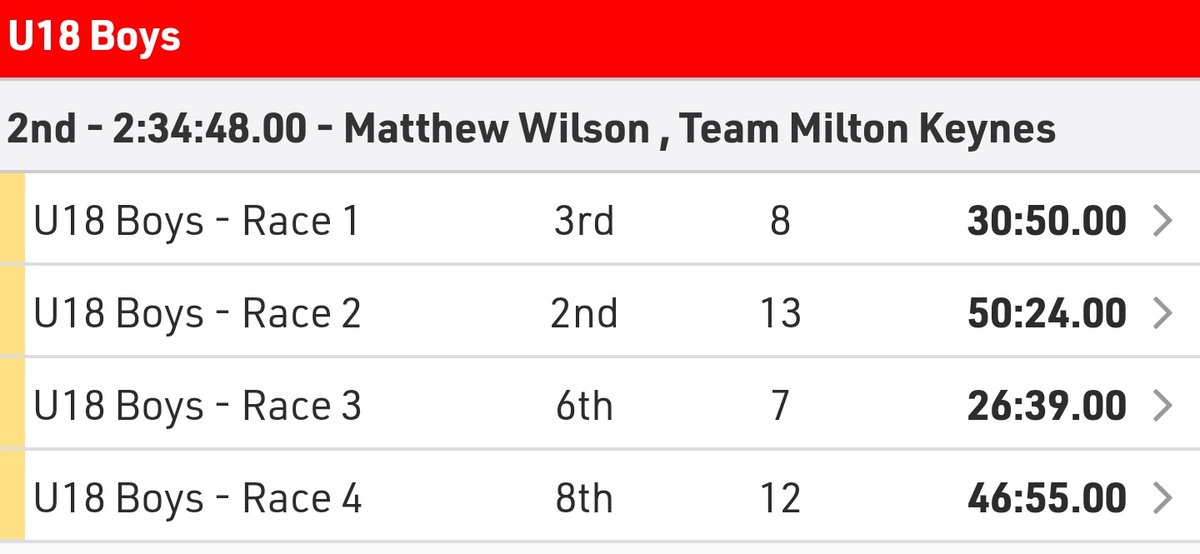 U18 Boys
2nd - 2:34:48.00 - Matthew Wilson , Team Milton Keynes
U18 Boys - Race 1 3rd 8 30:50.00
U18 Boys - Race 2 2nd 13 50:24.00
U18 Boys - Race 3 6th 7 26:39.00
U18 Boys - Race 4 8th 12 46:55.00